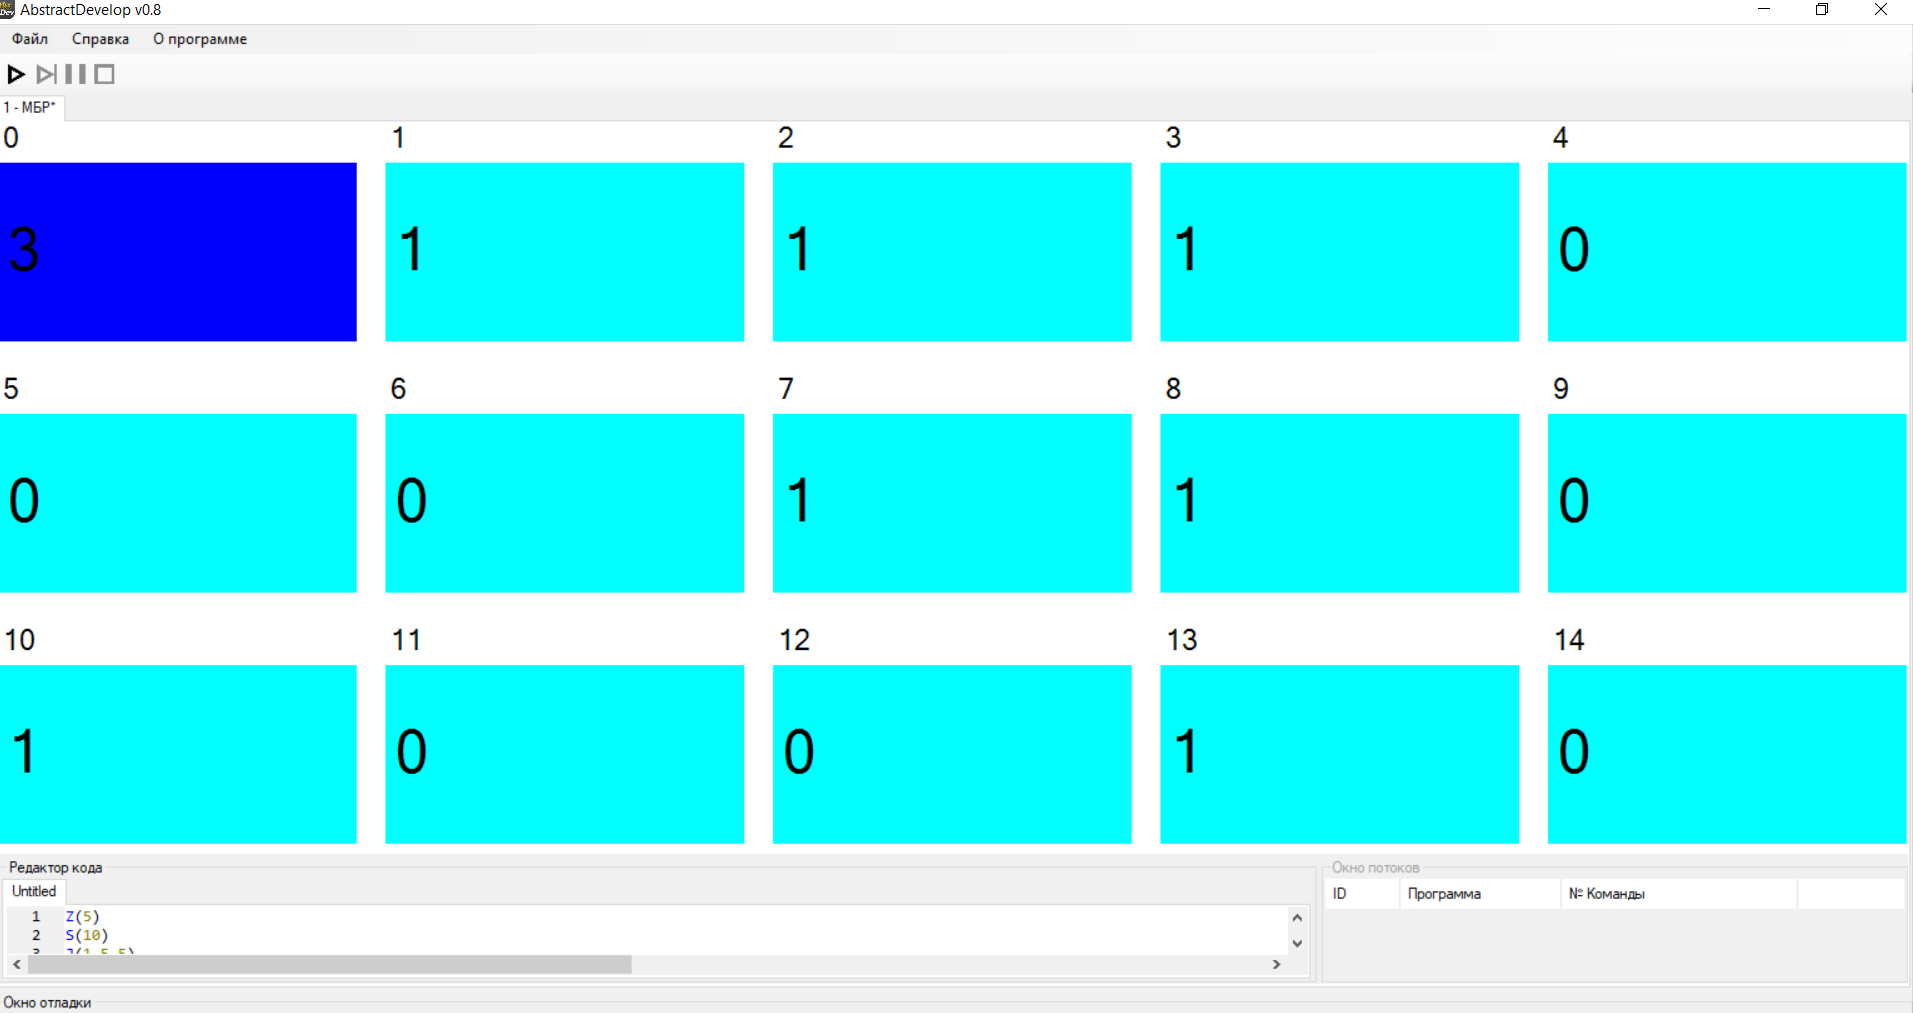 AbstractDevelop v0.8
Файл Справка О программе
1 - МБР*
0 1 2 3 4
3 1 1 1 0
5 6 7 8 9
0 0 1 1 0
10 11 12 13 14
1 0 0 1 0
Редактор кода
Untitled
1 Z(5)
2 S(10)
Окно потоков
ID Программа № Команды
Окно отладки